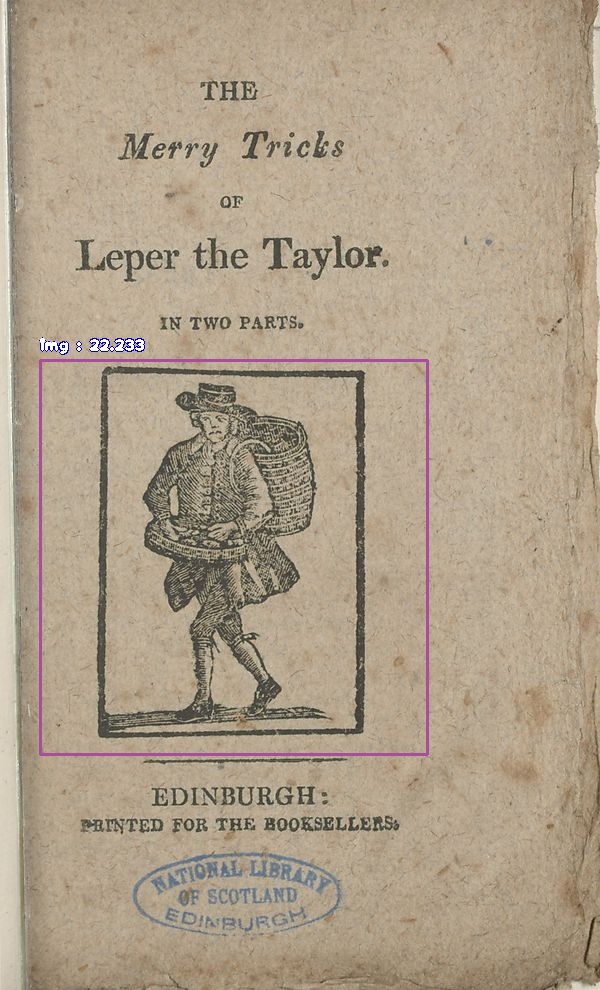 THE
Merry Tricks
OF
Leper the Taylor.
IN TWO PARTS.
img : 22.233
EDINBURGH:
PRINTED FOR THE BOOKSELLERS.
NATIONAL LIBRARY
OF SCOTLAND
EDINBURGH